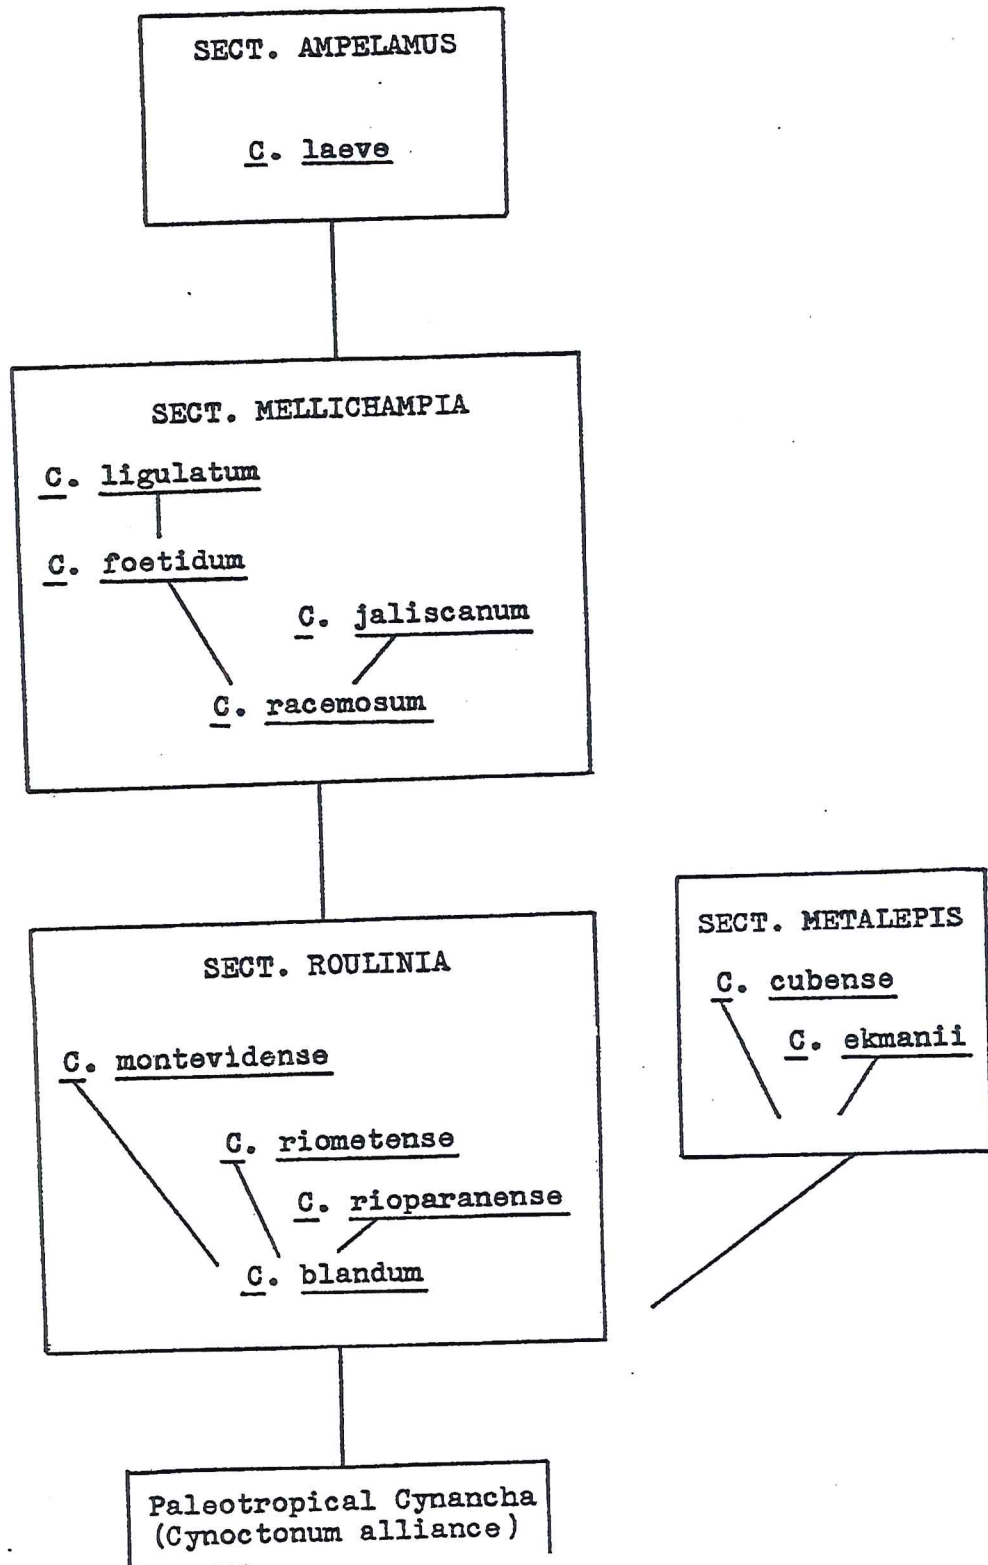 SECT. AMPELAMUS
C. laeve
SECT. MELLICHAMPIA
C. ligulatum
C. foetidum
C. jaliscanum
C. racemosum
SECT. ROULINIA
C. montevidense
C. riometense
C. rioparanense
C. blandum
SECT. METALEPIS
C. cubense
C. ekmanii
Paleotropical Cynancha
(Cynoctonum alliance)